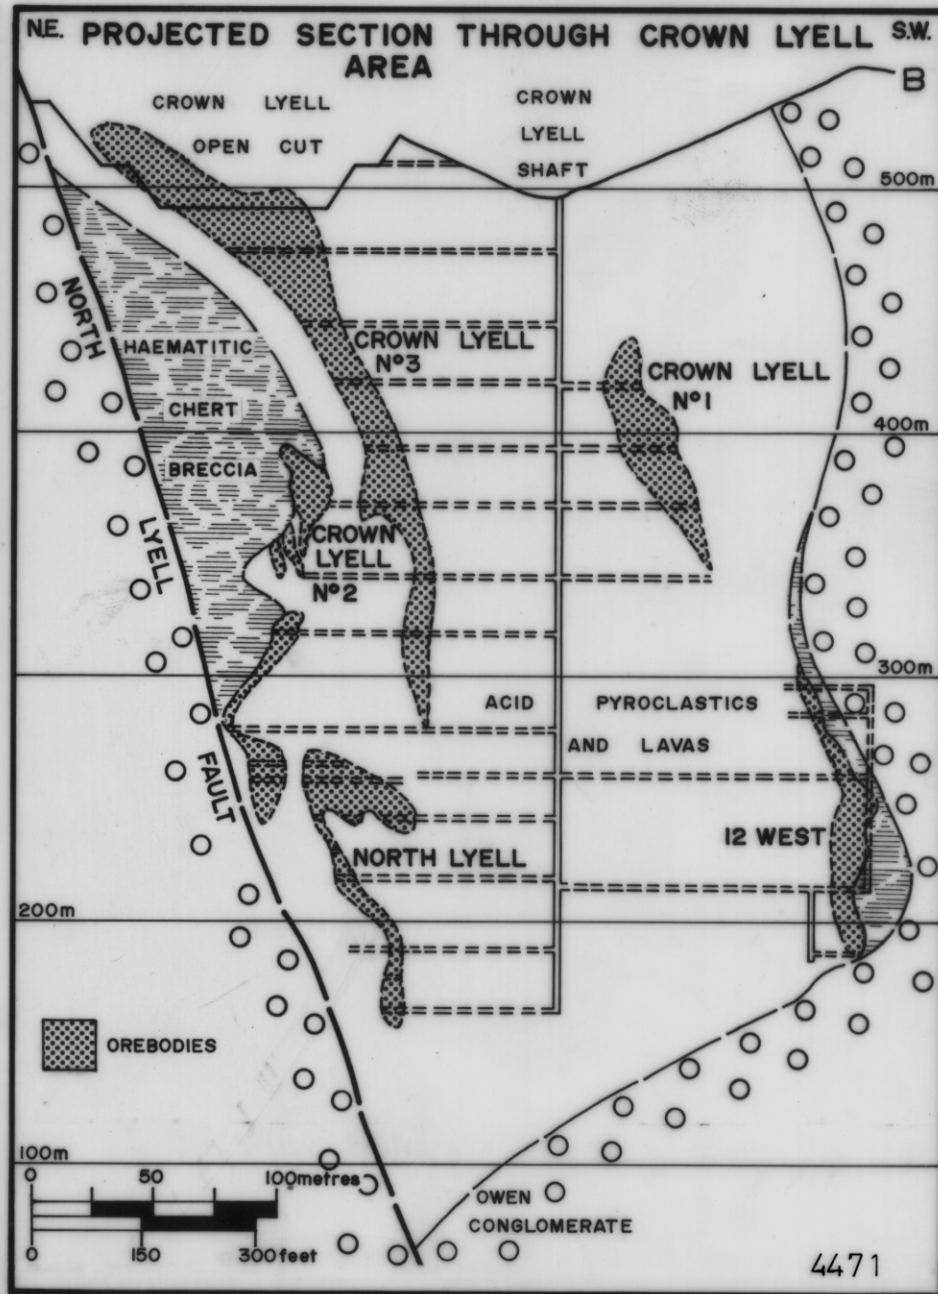 N.E. PROJECTED SECTION THROUGH CROWN LYELL S.W.
AREA
B
CROWN LYELL
OPEN CUT
CROWN
LYELL
SHAFT
500m
NORTH
LYELL
FAULT
HAEMATITIC
CHERT
BRECCIA
CROWN LYELL
Nº3
CROWN LYELL
Nº1
400m
CROWN
LYELL
Nº2
300m
ACID PYROCLASTICS
AND LAVAS
12 WEST
NORTH LYELL
200m
OREBODIES
100m
0 50 100metres
0 150 300feet
OWEN
CONGLOMERATE
4471